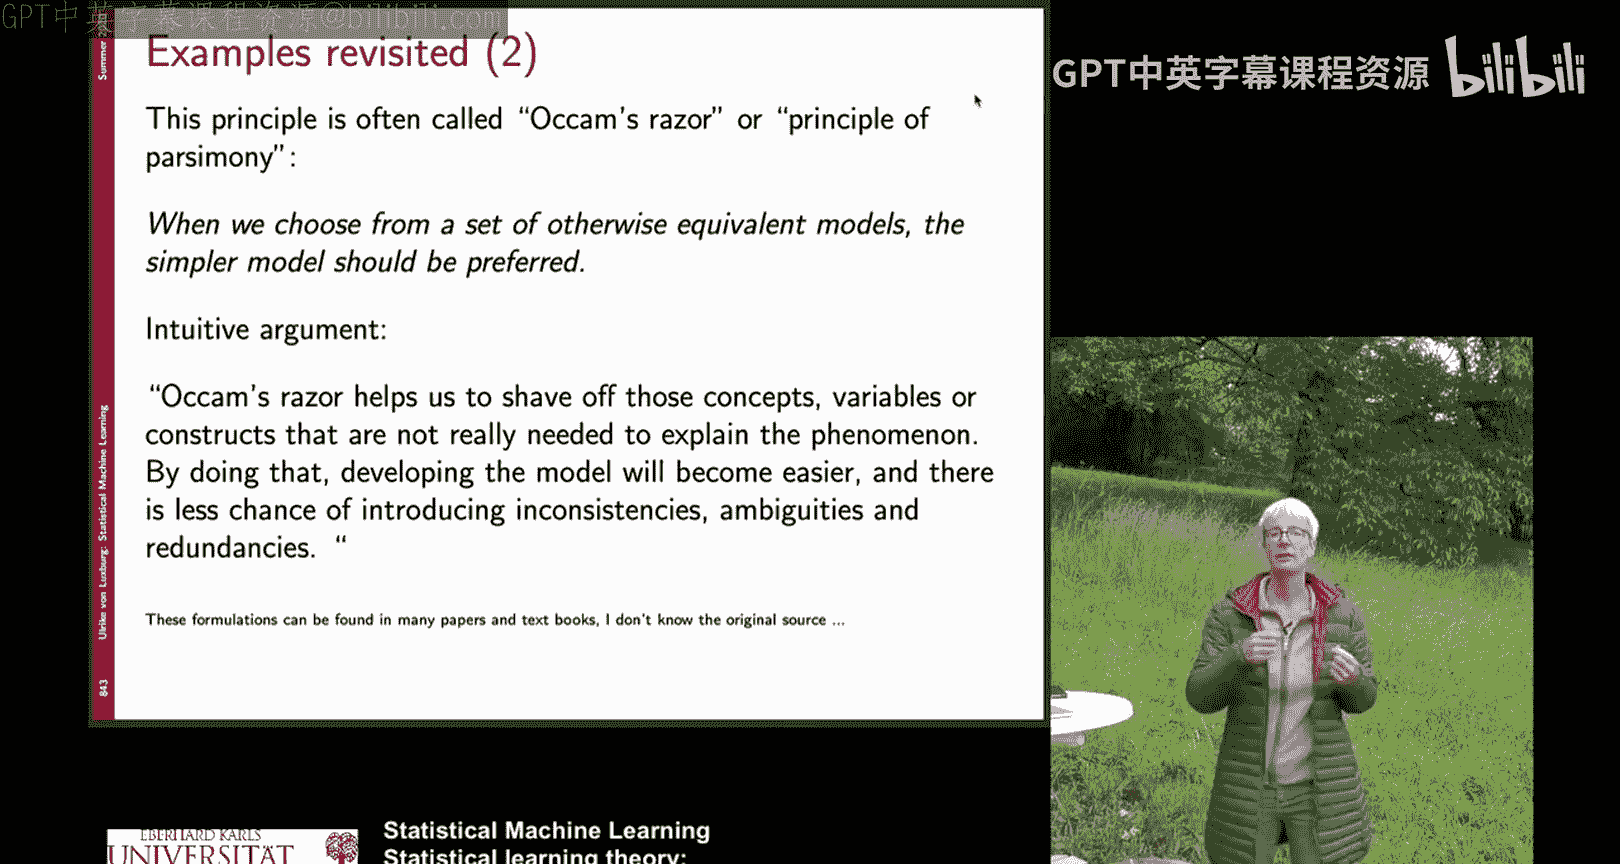 GPT中英字幕课程资源@bilibili.com
GPT中英字幕课程资源 bilibili
Summer
Examples revisited (2)
This principle is often called “Occam’s razor” or “principle of
parsimony”:
When we choose from a set of otherwise equivalent models, the
simpler model should be preferred.
Intuitive argument:
“Occam’s razor helps us to shave off those concepts, variables or
constructs that are not really needed to explain the phenomenon.
By doing that, developing the model will become easier, and there
is less chance of introducing inconsistencies, ambiguities and
redundancies. “
These formulations can be found in many papers and text books, I don’t know the original source ...
Ulrike von Luxburg: Statistical Machine Learning
843
EBERHARD KARLS
UNIVERSITÄT
Statistical Machine Learning
Statistical learning theory: